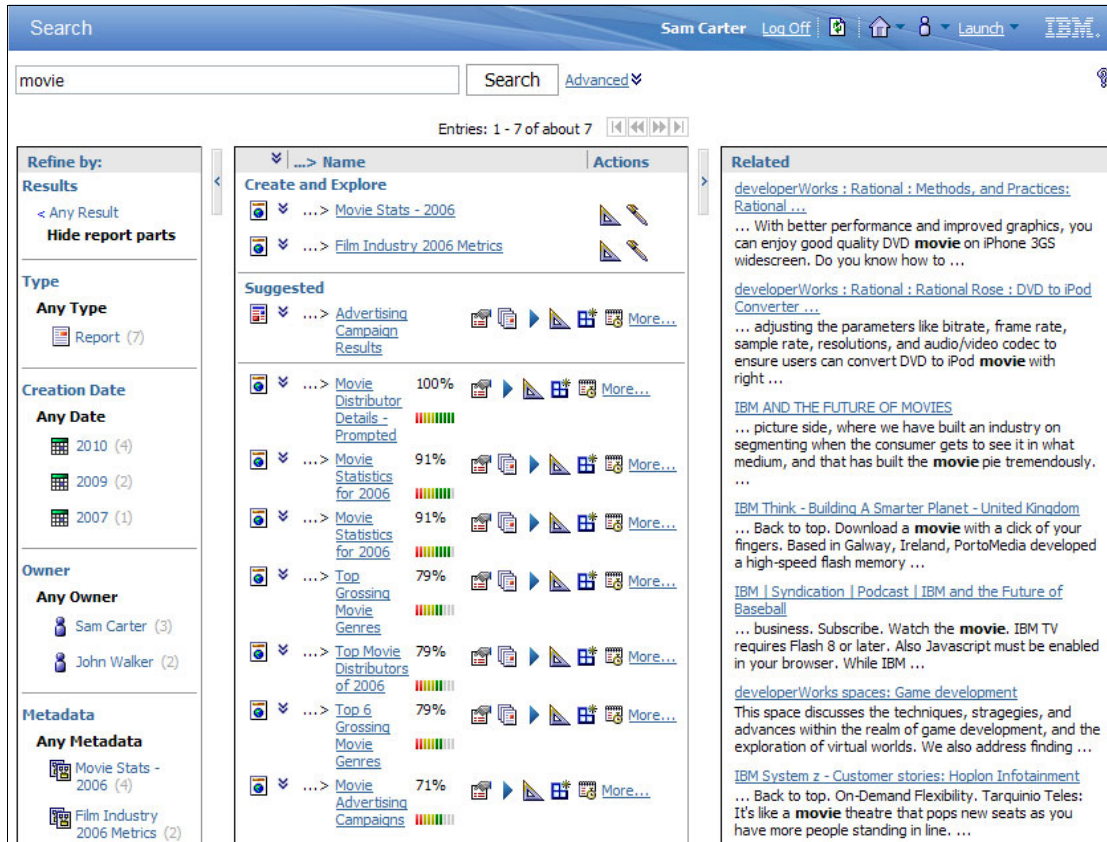 Search
Sam Carter Log Off Launch IBM.
movie Search Advanced
Entries: 1 - 7 of about 7
Refine by:
Results
< Any Result
Hide report parts
Type
Any Type
Report (7)
Creation Date
Any Date
2010 (4)
2009 (2)
2007 (1)
Owner
Any Owner
Sam Carter (3)
John Walker (2)
Metadata
Any Metadata
Movie Stats -
2006 (4)
Film Industry
2006 Metrics (2)
...> Name Actions
Create and Explore
...> Movie Stats - 2006
...> Film Industry 2006 Metrics
Suggested
...> Advertising More...
Campaign
Results
...> Movie 100% More...
Distributor
Details -
Prompted
...> Movie 91% More...
Statistics
for 2006
...> Movie 91% More...
Statistics
for 2006
...> Top 79% More...
Grossing
Movie
Genres
...> Top Movie 79% More...
Distributors
of 2006
...> Top 6 79% More...
Grossing
Movie
Genres
...> Movie 71% More...
Advertising
Campaigns
Related
developerWorks : Rational : Methods, and Practices:
Rational ...
... With better performance and improved graphics, you
can enjoy good quality DVD movie on iPhone 3GS
widescreen. Do you know how to ...
developerWorks : Rational : Rational Rose : DVD to iPod
Converter ...
... adjusting the parameters like bitrate, frame rate,
sample rate, resolutions, and audio/video codec to
ensure users can convert DVD to iPod movie with
right ...
IBM AND THE FUTURE OF MOVIES
... picture side, where we have built an industry on
segmenting when the consumer gets to see it in what
medium, and that has built the movie pie tremendously.
...
IBM Think - Building A Smarter Planet - United Kingdom
... Back to top. Download a movie with a click of your
fingers. Based in Galway, Ireland, PortoMedia developed
a high-speed flash memory ...
IBM | Syndication | Podcast | IBM and the Future of
Baseball
... business. Subscribe. Watch the movie. IBM TV
requires Flash 8 or later. Also Javascript must be enabled
in your browser. While IBM ...
developerWorks spaces: Game development
This space discusses the techniques, stragegies, and
advances within the realm of game development, and the
exploration of virtual worlds. We also address finding ...
IBM System z - Customer stories: Hoplon Infotainment
... Back to top. On-Demand Flexibility. Tarquinio Teles:
It's like a movie theatre that pops new seats as you
have more people standing in line. ...